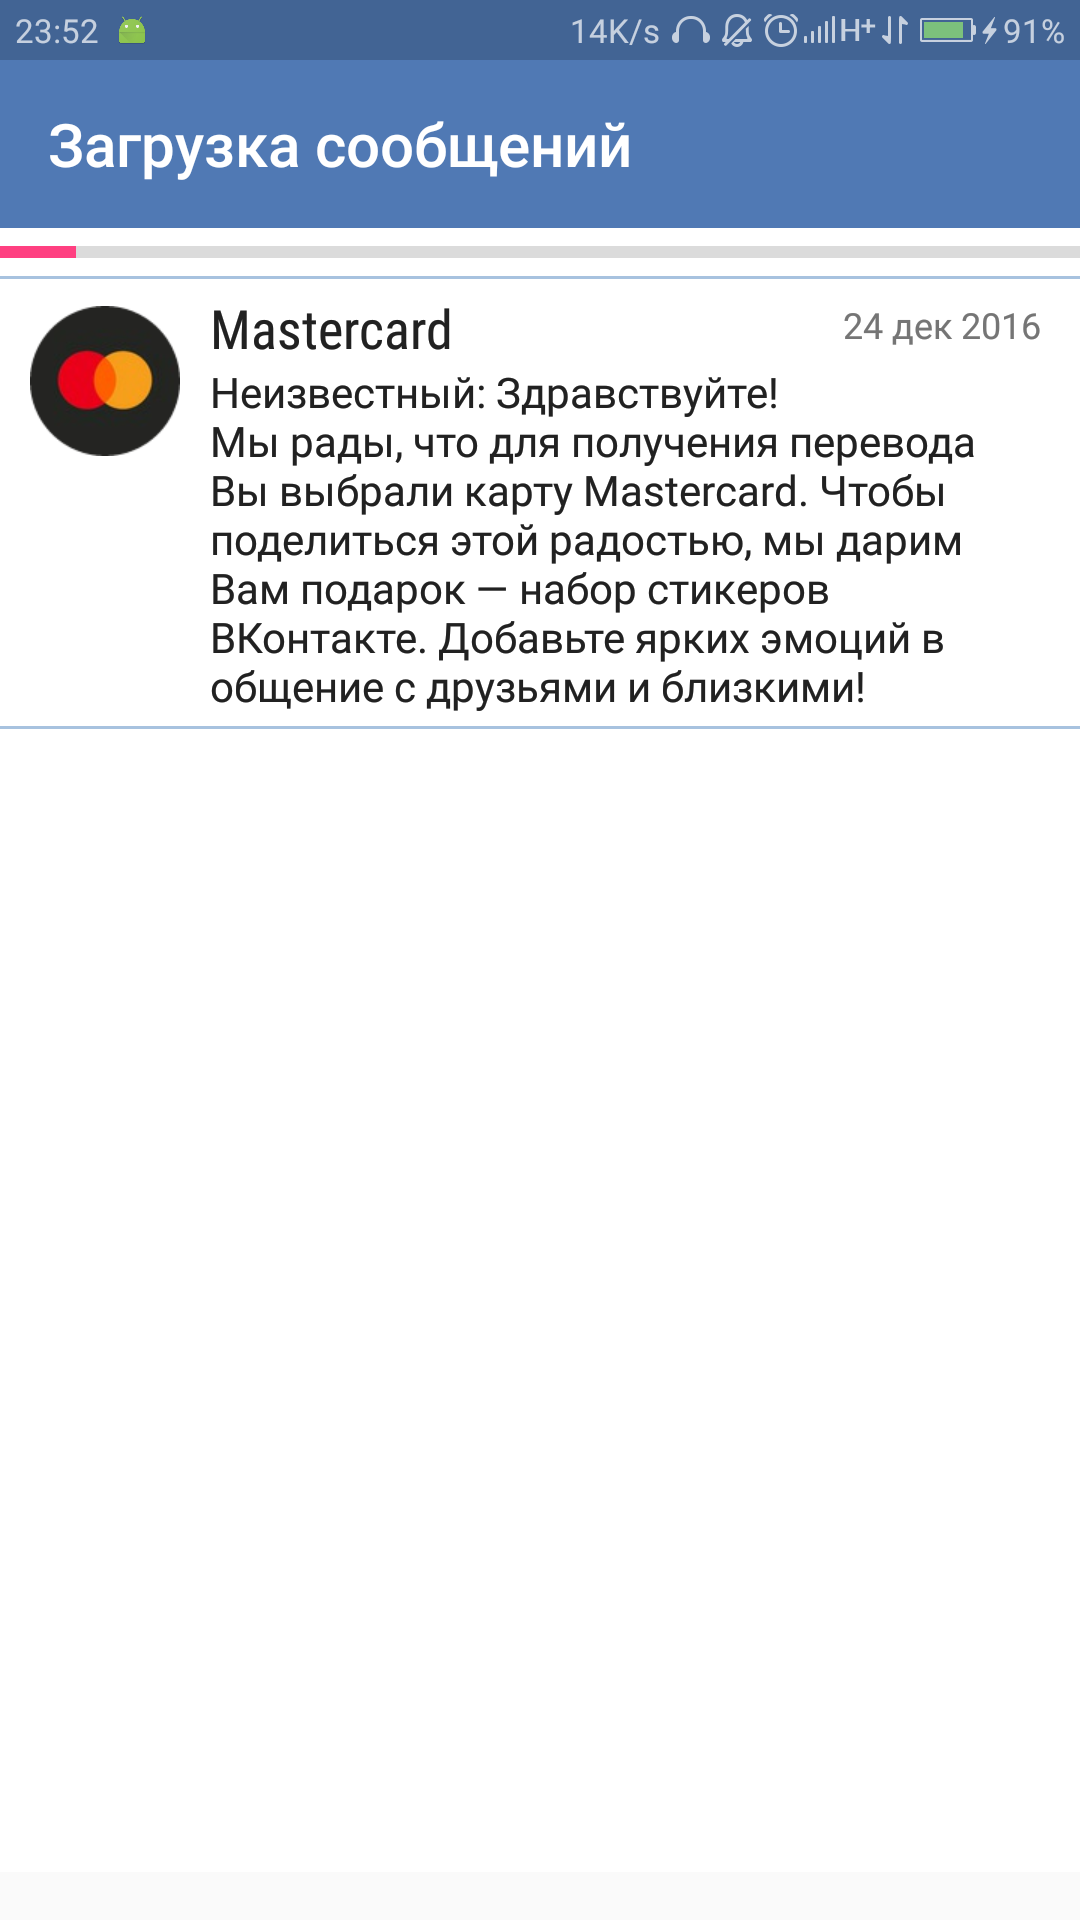 23:52 14K/s H+ 91%
Загрузка сообщений
Mastercard 24 дек 2016
Неизвестный: Здравствуйте!
Мы рады, что для получения перевода
Вы выбрали карту Mastercard. Чтобы
поделиться этой радостью, мы дарим
Вам подарок — набор стикеров
ВКонтакте. Добавьте ярких эмоций в
общение с друзьями и близкими!